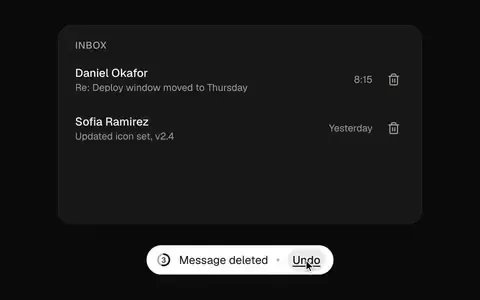 INBOX
Daniel Okafor
8:15
Re: Deploy window moved to Thursday
Sofia Ramirez
Yesterday
Updated icon set, v2.4
3 Message deleted • Undo